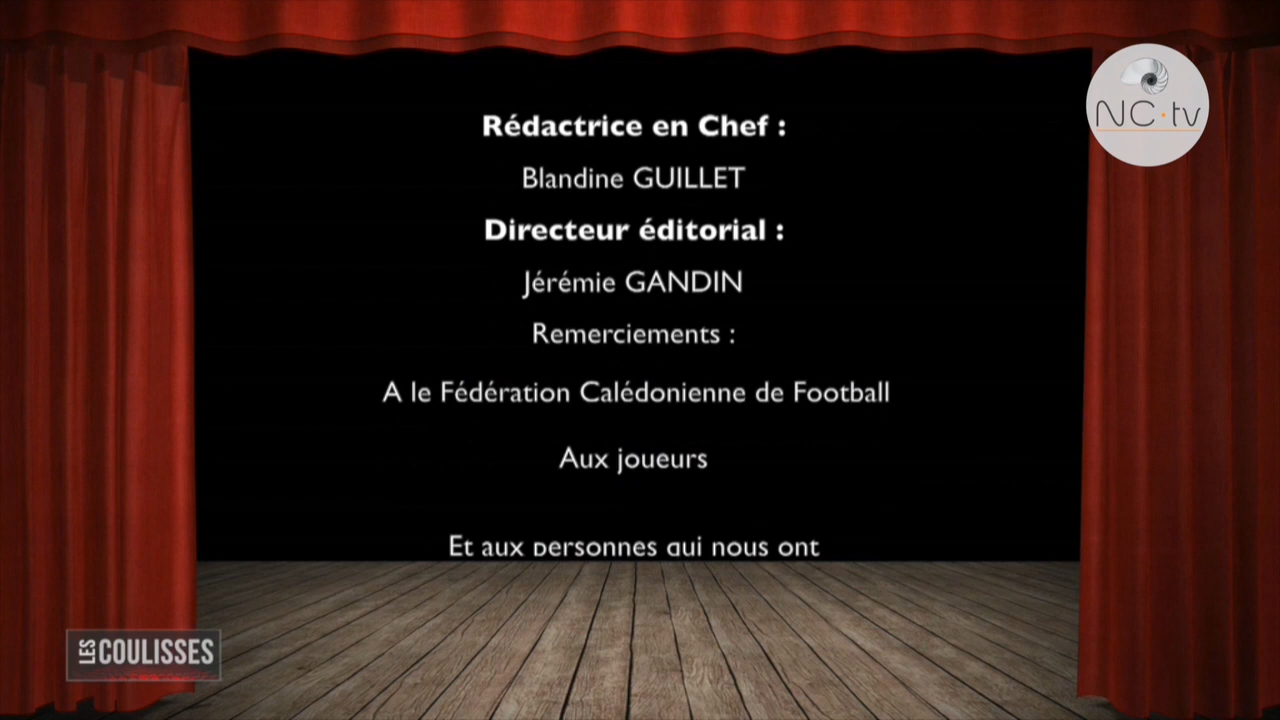 Rédactrice en Chef :
Blandine GUILLET
Directeur éditorial :
Jérémie GANDIN
Remerciements :
A le Fédération Calédonienne de Football
Aux joueurs
Et aux personnes qui nous ont
NC·tv
LES COULISSES